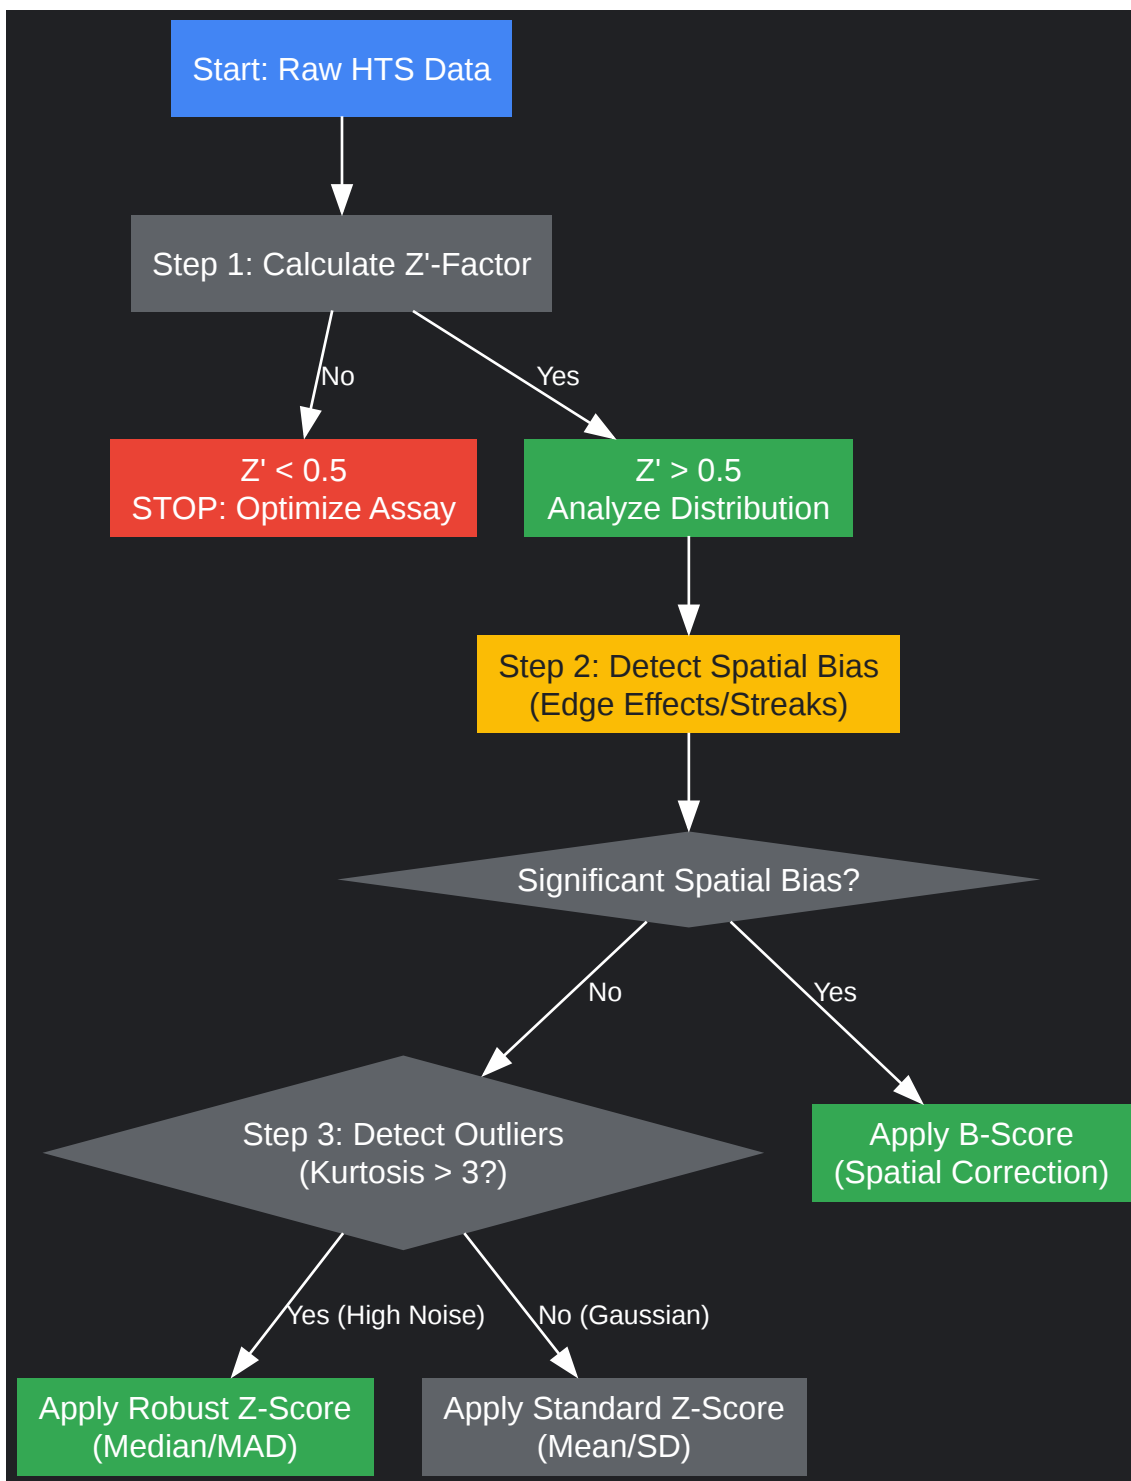 Start: Raw HTS Data
Step 1: Calculate Z'-Factor
No
Yes
Z' < 0.5
STOP: Optimize Assay
Z' > 0.5
Analyze Distribution
Step 2: Detect Spatial Bias
(Edge Effects/Streaks)
Significant Spatial Bias?
No
Yes
Step 3: Detect Outliers
(Kurtosis > 3?)
Apply B-Score
(Spatial Correction)
Yes (High Noise)
No (Gaussian)
Apply Robust Z-Score
(Median/MAD)
Apply Standard Z-Score
(Mean/SD)